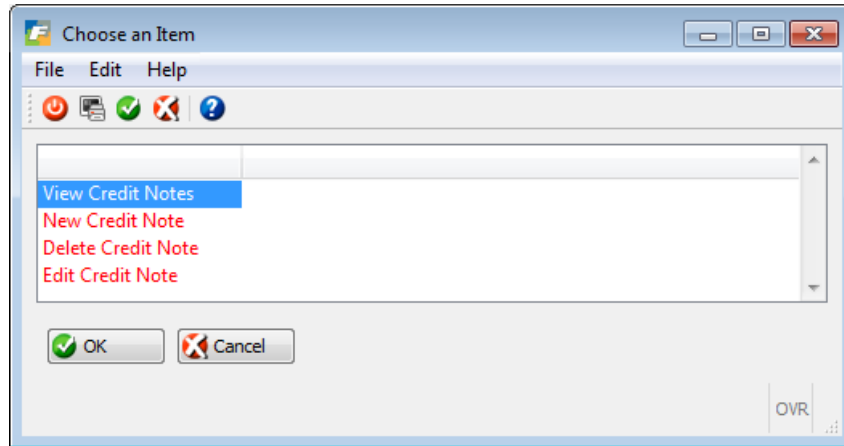 Choose an Item
File Edit Help
View Credit Notes
New Credit Note
Delete Credit Note
Edit Credit Note
OK Cancel
OVR